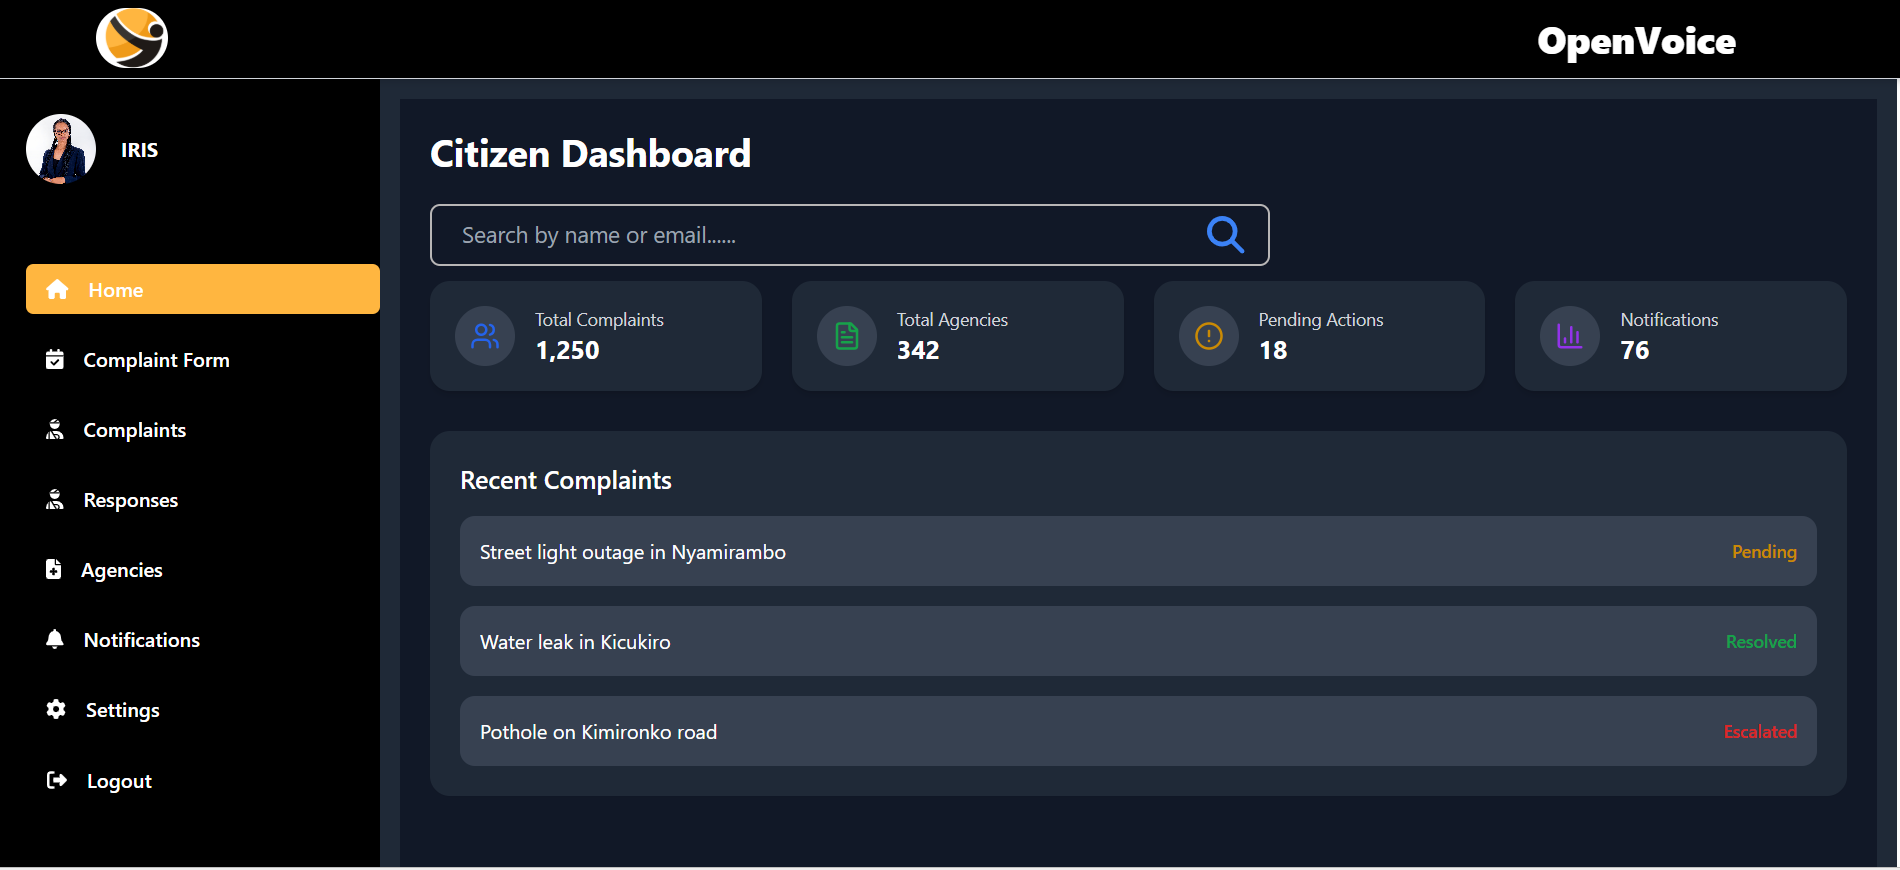 OpenVoice
IRIS
Home
Complaint Form
Complaints
Responses
Agencies
Notifications
Settings
Logout
Citizen Dashboard
Search by name or email......
Total Complaints
1,250
Total Agencies
342
Pending Actions
18
Notifications
76
Recent Complaints
Street light outage in Nyamirambo Pending
Water leak in Kicukiro Resolved
Pothole on Kimironko road Escalated